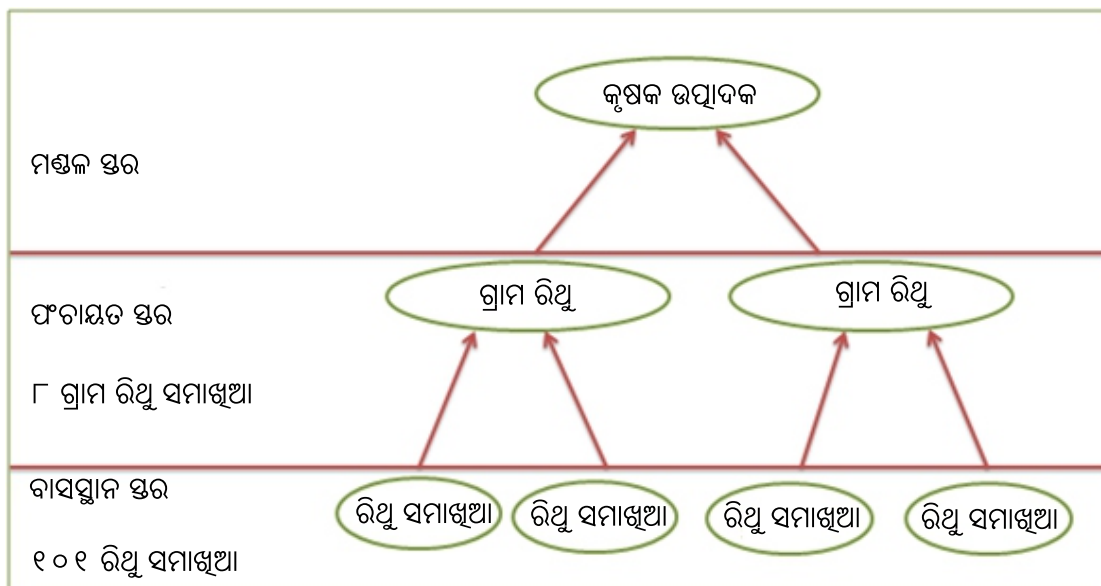 କୃଷକ ଉତ୍ପାଦକ
ମଣ୍ଡଳ ସ୍ତର
ଗ୍ରାମ ରିଥୁ
ଗ୍ରାମ ରିଥୁ
ପଂଚାୟତ ସ୍ତର
୮ ଗ୍ରାମ ରିଥୁ ସମାଖିଆ
ବାସସ୍ଥାନ ସ୍ତର
ରିଥୁ ସମାଖିଆ
ରିଥୁ ସମାଖିଆ
ରିଥୁ ସମାଖିଆ
ରିଥୁ ସମାଖିଆ
୧୦୧ ରିଥୁ ସମାଖିଆ